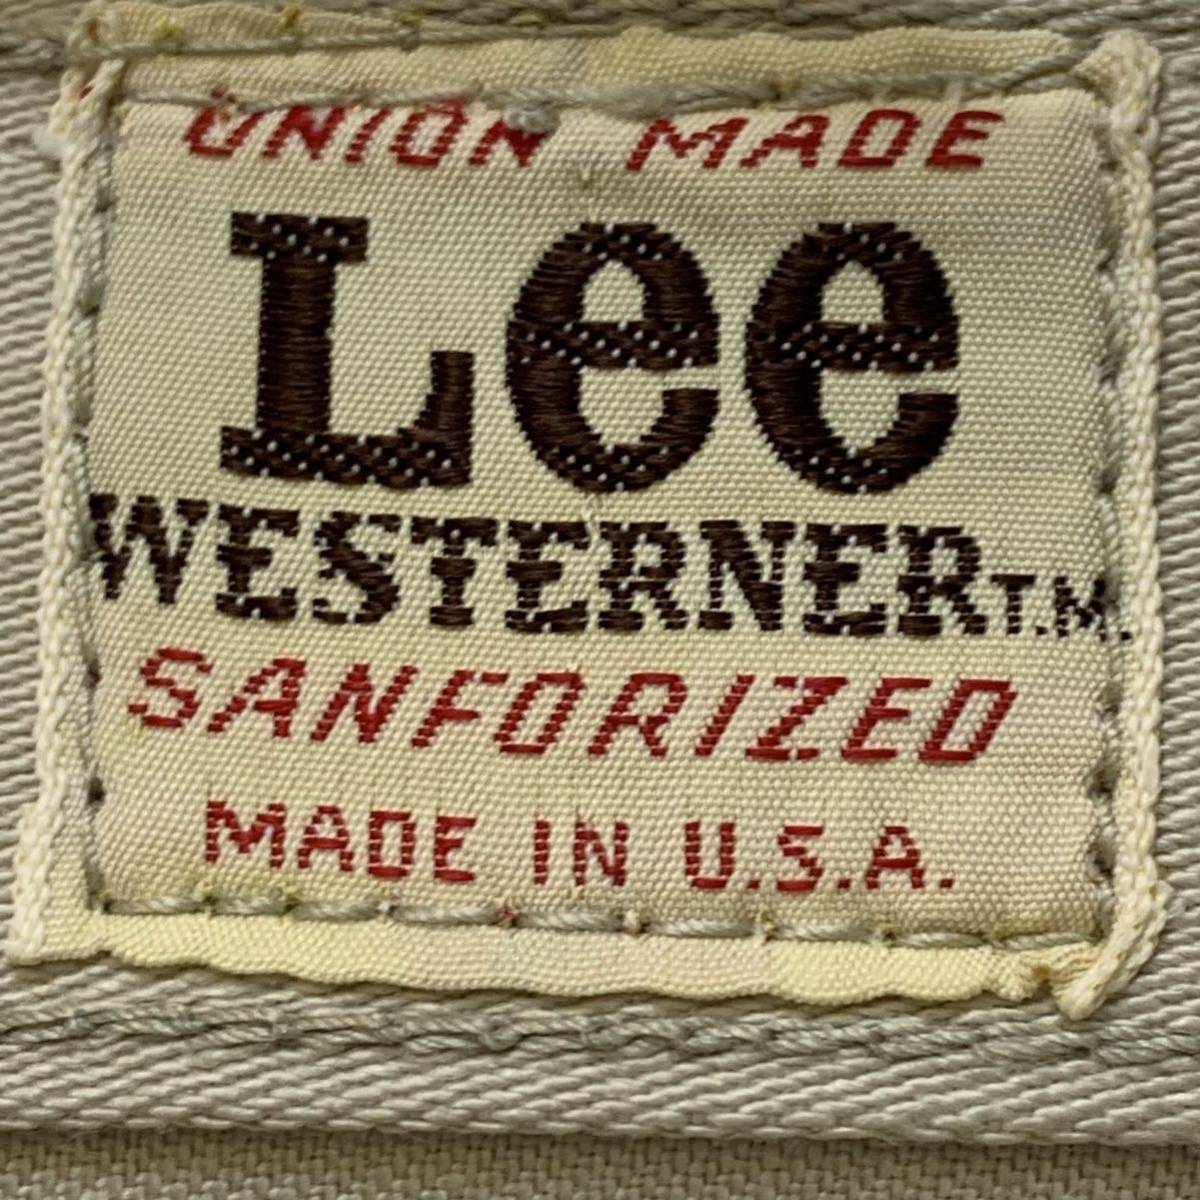 UNION MADE
Lee
WESTERNER T.M.
SANFORIZED
MADE IN U.S.A.